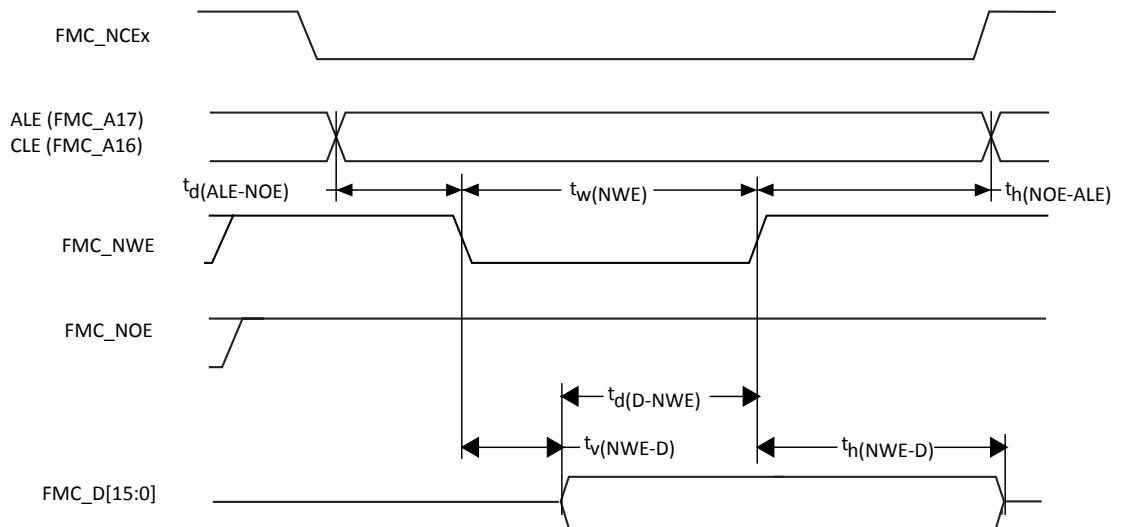 FMC_NCEx
ALE (FMC_A17)
CLE (FMC_A16)
td(ALE-NOE)
tw(NWE)
th(NOE-ALE)
FMC_NWE
FMC_NOE
td(D-NWE)
tv(NWE-D)
th(NWE-D)
FMC_D[15:0]